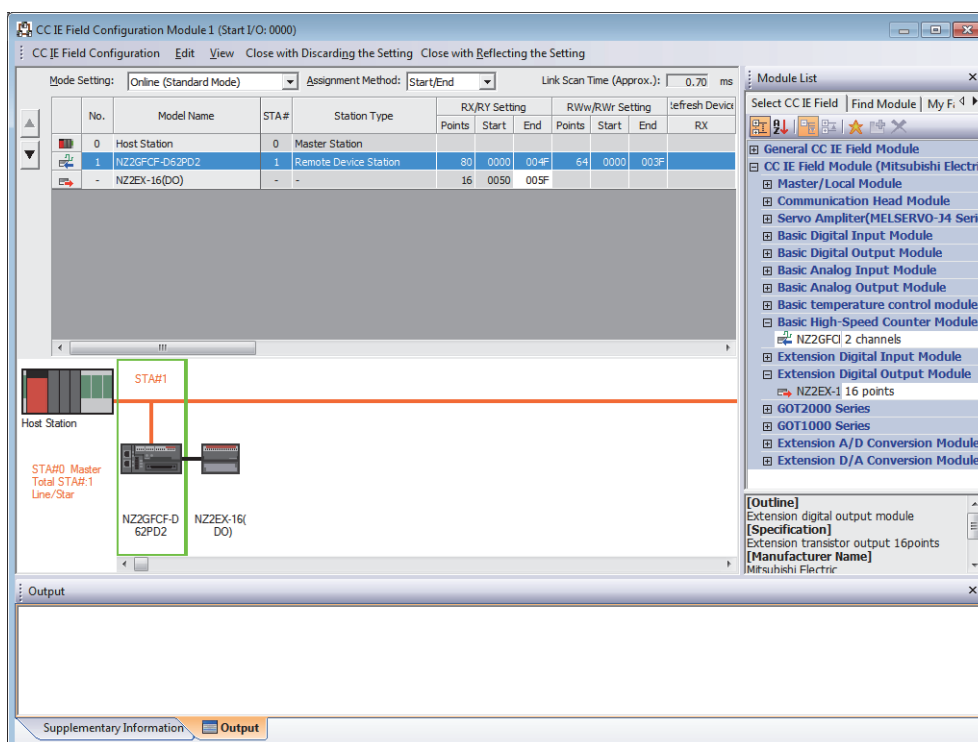 CC IE Field Configuration Module 1 (Start I/O: 0000)
CC IE Field Configuration Edit View Close with Discarding the Setting Close with Reflecting the Setting
Mode Setting: Online (Standard Mode) Assignment Method: Start/End Link Scan Time (Approx.): 0.70 ms
No. Model Name STA# Station Type RX/RY Setting RWw/RWr Setting Refresh Device
Points Start End Points Start End RX
0 Host Station 0 Master Station
1 NZ2GFCF-D62PD2 1 Remote Device Station 80 0000 004F 64 0000 003F
- NZ2EX-16(DO) - - 16 0050 005F
STA#1
Host Station
STA#0 Master
Total STA#:1
Line/Star
NZ2GFCF-D
62PD2
NZ2EX-16(
DO)
Module List
Select CC IE Field Find Module My F
General CC IE Field Module
CC IE Field Module (Mitsubishi Electri
Master/Local Module
Communication Head Module
Servo Ampliter(MELSERVO-J4 Seri
Basic Digital Input Module
Basic Digital Output Module
Basic Analog Input Module
Basic Analog Output Module
Basic temperature control module
Basic High-Speed Counter Module
NZ2GFCI 2 channels
Extension Digital Input Module
Extension Digital Output Module
NZ2EX-1 16 points
GOT2000 Series
GOT1000 Series
Extension A/D Conversion Module
Extension D/A Conversion Module
[Outline]
Extension digital output module
[Specification]
Extension transistor output 16points
[Manufacturer Name]
Mitsubishi Electric
Output
Supplementary Information Output